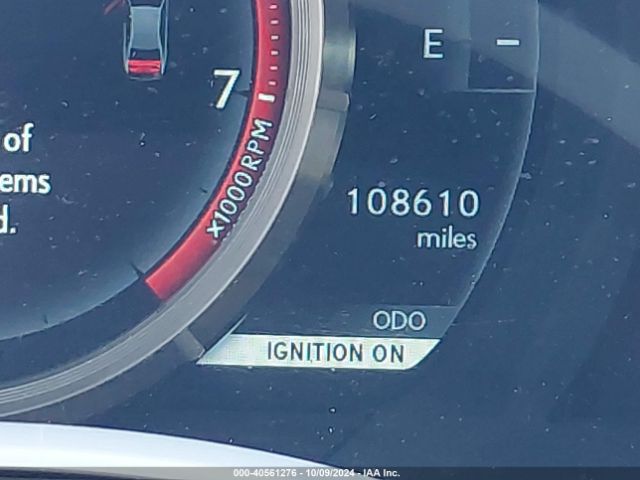 E
7
of
ems
d.
x1000RPM
108610
miles
ODO
IGNITION ON
000-40561276 - 10/09/2024 - IAA Inc.